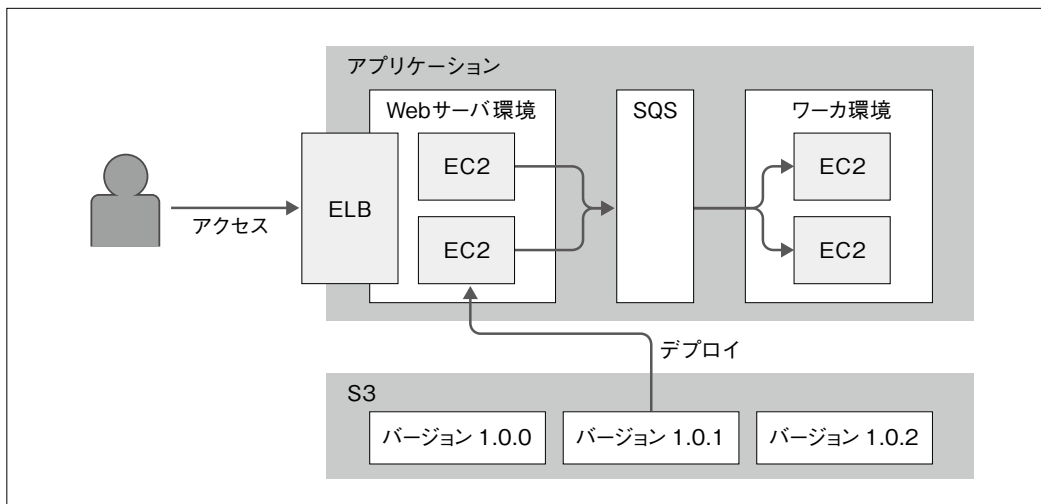 アプリケーション
Webサーバ環境
SQS
ワーカ環境
EC2
EC2
ELB
EC2
EC2
アクセス
デプロイ
S3
バージョン 1.0.0
バージョン 1.0.1
バージョン 1.0.2